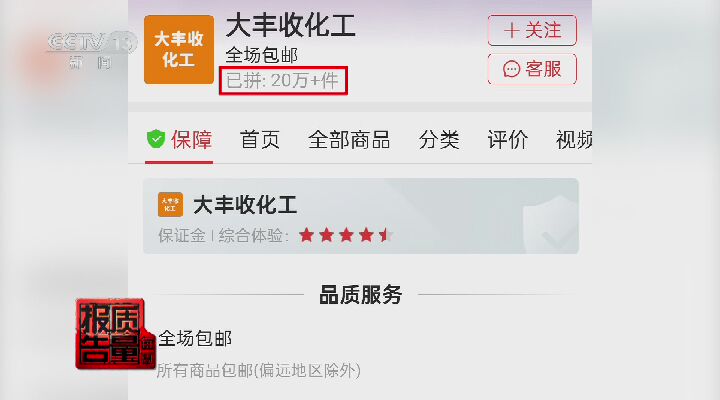 CCTV 13
新闻
大丰收
化工
大丰收化工
全场包邮
已拼: 20万+件
+ 关注
客服
保障 首页 全部商品 分类 评价 视频
大丰收
化工
大丰收化工
保证金 | 综合体验:
品质服务
全场包邮
所有商品包邮(偏远地区除外)
质量
报告